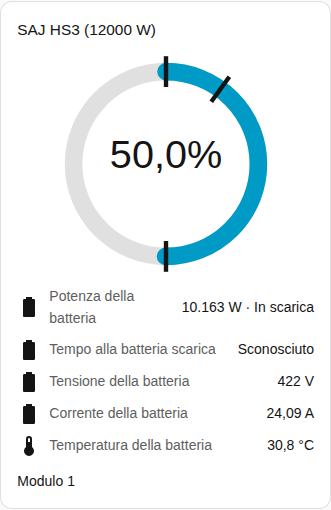 SAJ HS3 (12000 W)
50,0%
Potenza della
batteria
10.163 W · In scarica
Tempo alla batteria scarica Sconosciuto
Tensione della batteria 422 V
Corrente della batteria 24,09 A
Temperatura della batteria 30,8 °C
Modulo 1